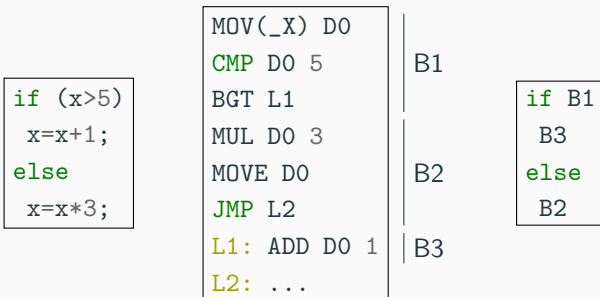 if (x>5)
x=x+1;
else
x=x*3;
MOV(_X) D0
CMP D0 5
BGT L1
MUL D0 3
MOVE D0
JMP L2
L1: ADD D0 1
L2: ...
B1
B2
B3
if B1
B3
else
B2